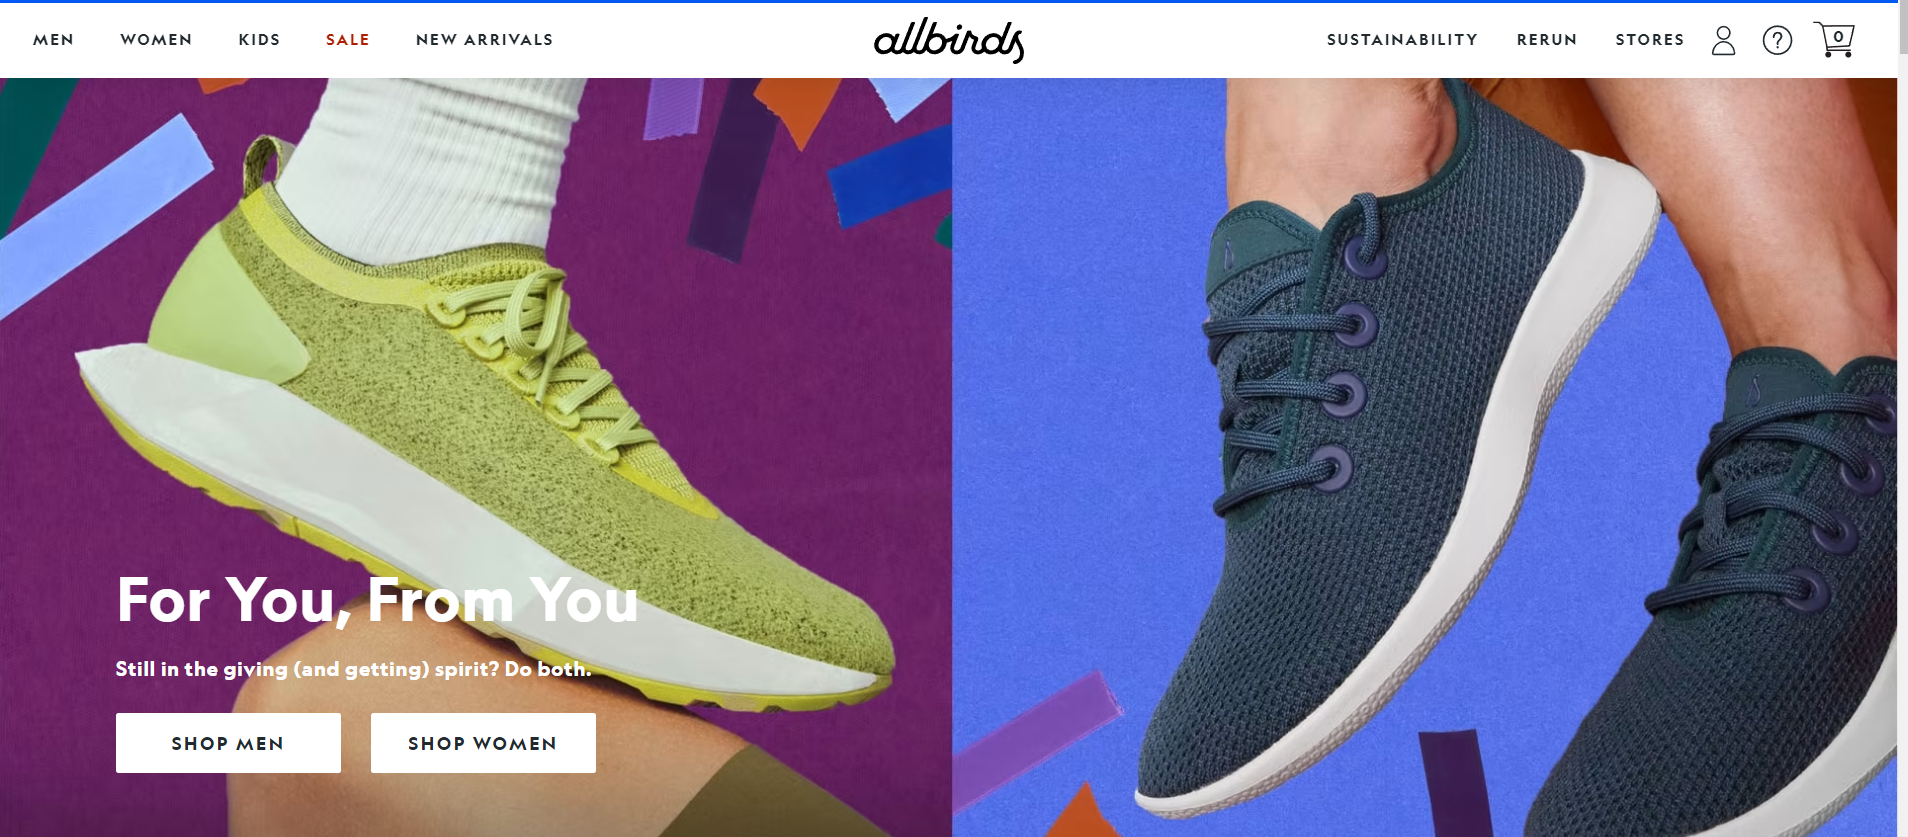 MEN WOMEN KIDS SALE NEW ARRIVALS allbirds SUSTAINABILITY RERUN STORES 0
For You, From You
Still in the giving (and getting) spirit? Do both.
SHOP MEN SHOP WOMEN